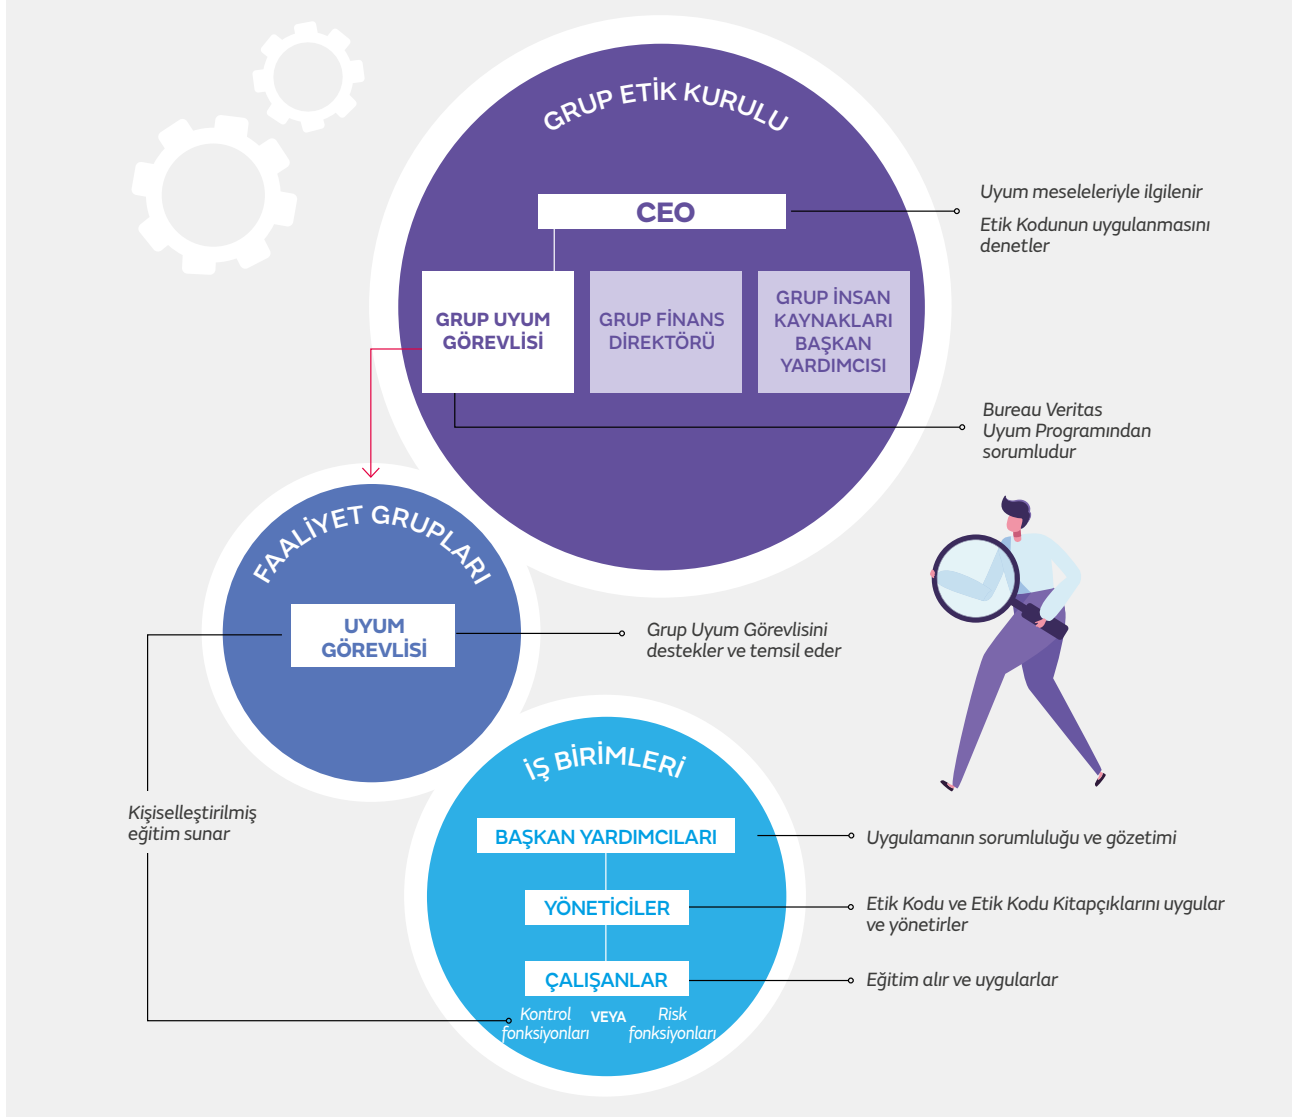 GRUP ETİK KURULU
CEO
Uyum meseleleriyle ilgilenir
Etik Kodunun uygulanmasını
denetler
GRUP UYUM
GÖREVLİSİ
GRUP FİNANS
DİREKTÖRÜ
GRUP İNSAN
KAYNAKLARI
BAŞKAN
YARDIMCISI
Bureau Veritas
Uyum Programından
sorumludur
FAALİYET GRUPLARI
UYUM
GÖREVLİSİ
Grup Uyum Görevlisini
destekler ve temsil eder
Kişiselleştirilmiş
eğitim sunar
İŞ BİRİMLERİ
BAŞKAN YARDIMCILARI
Uygulamanın sorumluluğu ve gözetimi
YÖNETİCİLER
Etik Kodu ve Etik Kodu Kitapçıklarını uygular
ve yönetirler
ÇALIŞANLAR
Eğitim alır ve uygularlar
Kontrol
fonksiyonları
VEYA
Risk
fonksiyonları